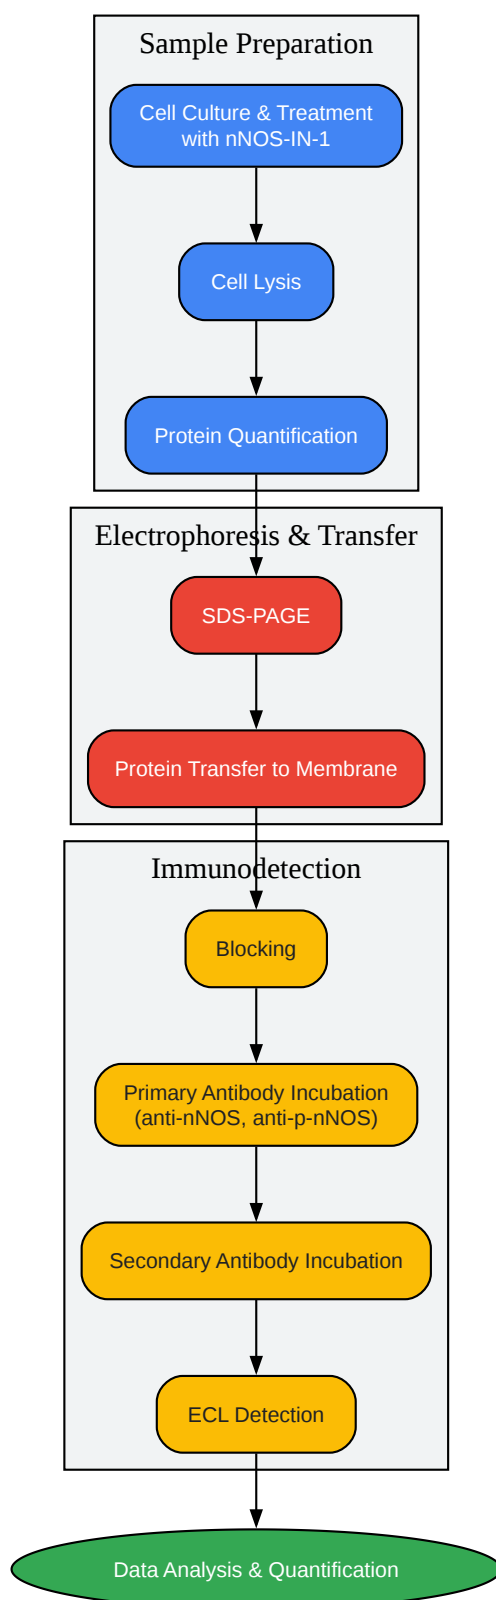 Sample Preparation
Cell Culture & Treatment
with nNOS-IN-1
Cell Lysis
Protein Quantification
Electrophoresis & Transfer
SDS-PAGE
Protein Transfer to Membrane
Immunodetection
Blocking
Primary Antibody Incubation
(anti-nNOS, anti-p-nNOS)
Secondary Antibody Incubation
ECL Detection
Data Analysis & Quantification